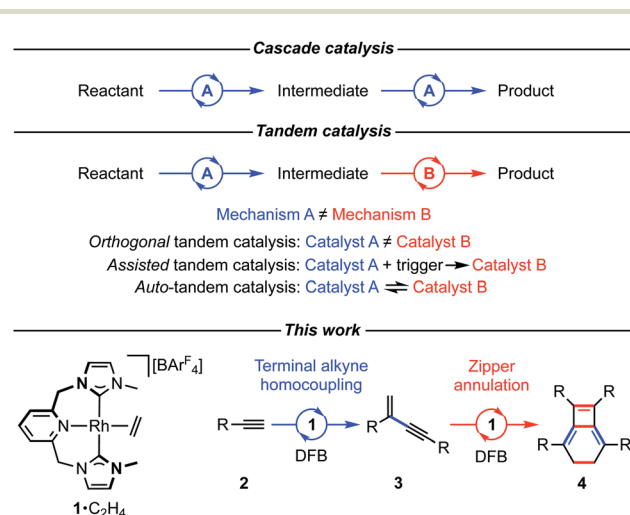 Cascade catalysis
Reactant A Intermediate A Product
Tandem catalysis
Reactant A Intermediate B Product
Mechanism A ≠ Mechanism B
Orthogonal tandem catalysis: Catalyst A ≠ Catalyst B
Assisted tandem catalysis: Catalyst A + trigger → Catalyst B
Auto-tandem catalysis: Catalyst A ⇌ Catalyst B
This work
[BArF4]
N N
N Rh
N N
1·C2H4
Terminal alkyne
homocoupling
Zipper
annulation
R 1 R R 1 R R R R
DFB DFB
2 3 4